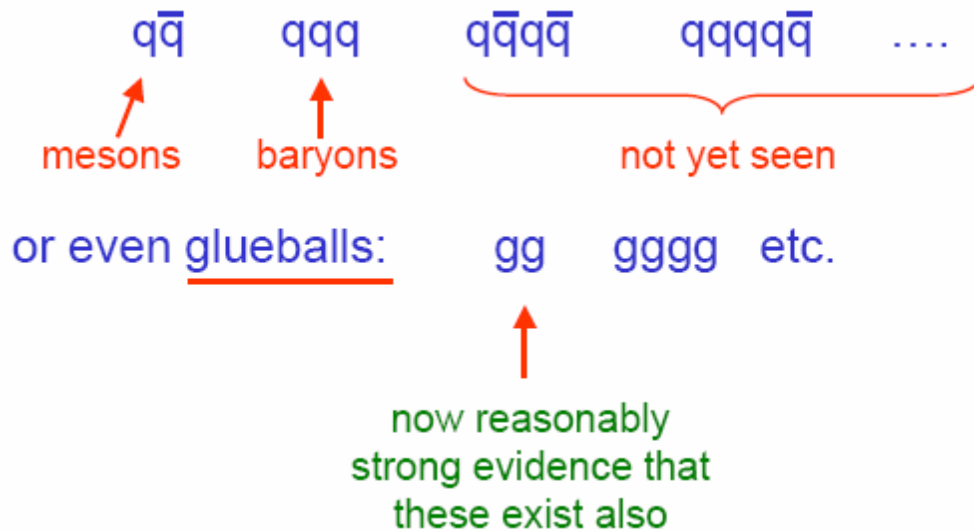 qq̅ qqq qq̅qq̅ qqqqq̅ ....
mesons baryons not yet seen
or even glueballs: gg gggg etc.
now reasonably
strong evidence that
these exist also